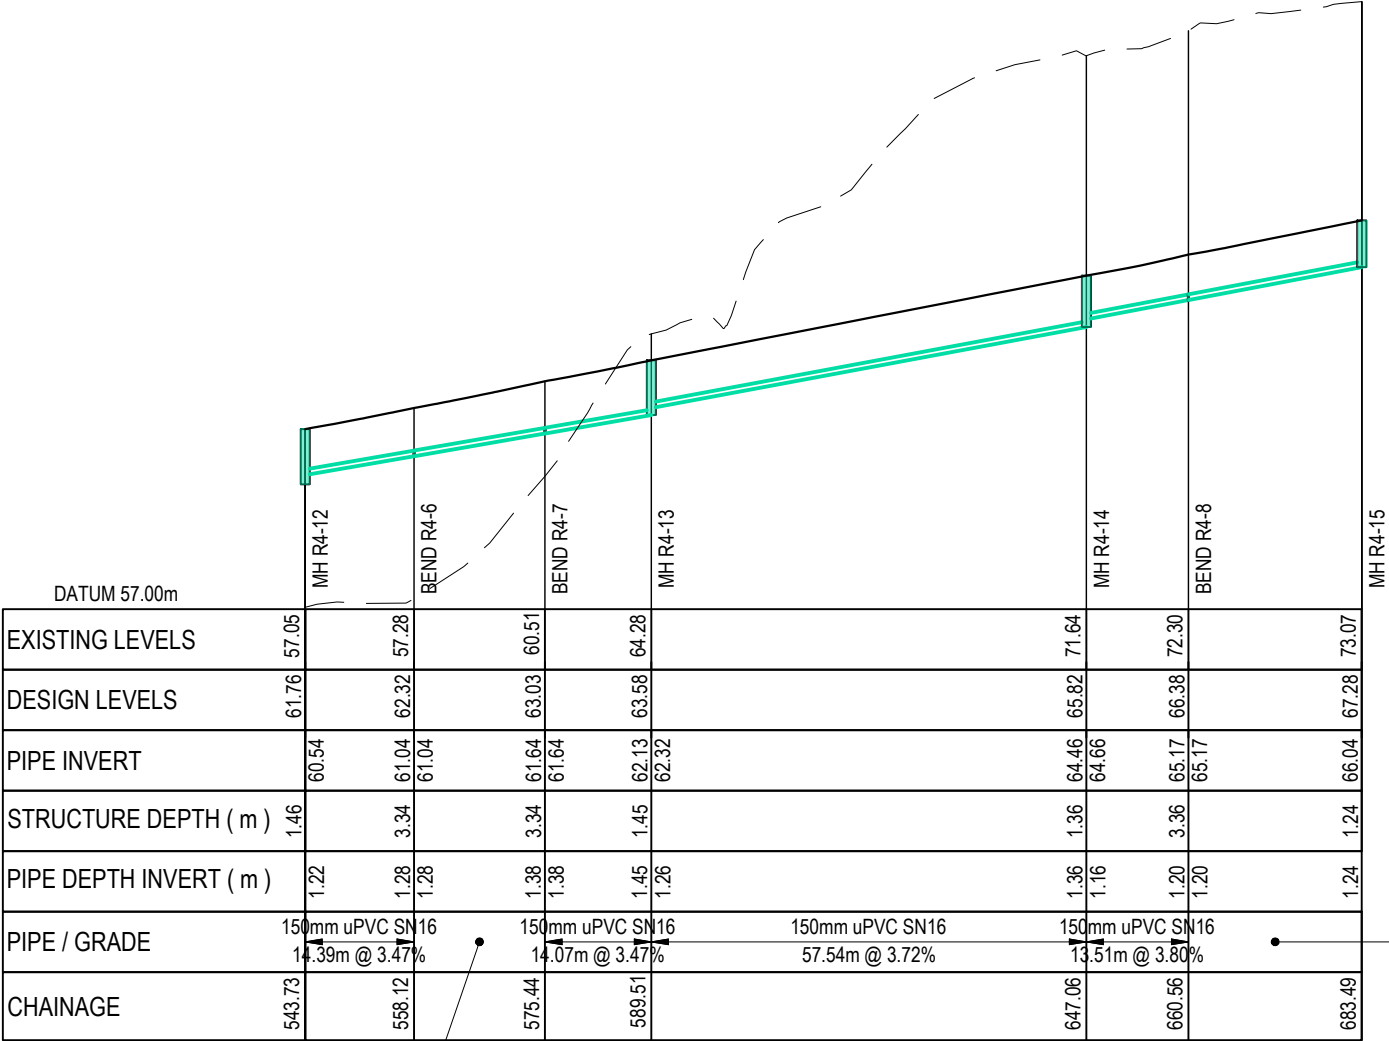 MH R4-12
BEND R4-6
BEND R4-7
MH R4-13
MH R4-14
BEND R4-8
MH R4-15
DATUM 57.00m
EXISTING LEVELS 57.05 57.28 60.51 64.28 71.64 72.30 73.07
DESIGN LEVELS 61.76 62.32 63.03 63.58 65.82 66.38 67.28
PIPE INVERT 60.54 61.04 61.04 61.64 61.64 62.13 62.32 64.46 64.66 65.17 65.17 66.04
STRUCTURE DEPTH ( m ) 1.46 3.34 3.34 1.45 1.36 3.36 1.24
PIPE DEPTH INVERT ( m ) 1.22 1.28 1.28 1.38 1.38 1.45 1.26 1.36 1.16 1.20 1.20 1.24
PIPE / GRADE
150mm uPVC SN16 150mm uPVC SN16 150mm uPVC SN16 150mm uPVC SN16
14.39m @ 3.47% 14.07m @ 3.47% 57.54m @ 3.72% 13.51m @ 3.80%
CHAINAGE 543.73 558.12 575.44 589.51 647.06 660.56 683.49